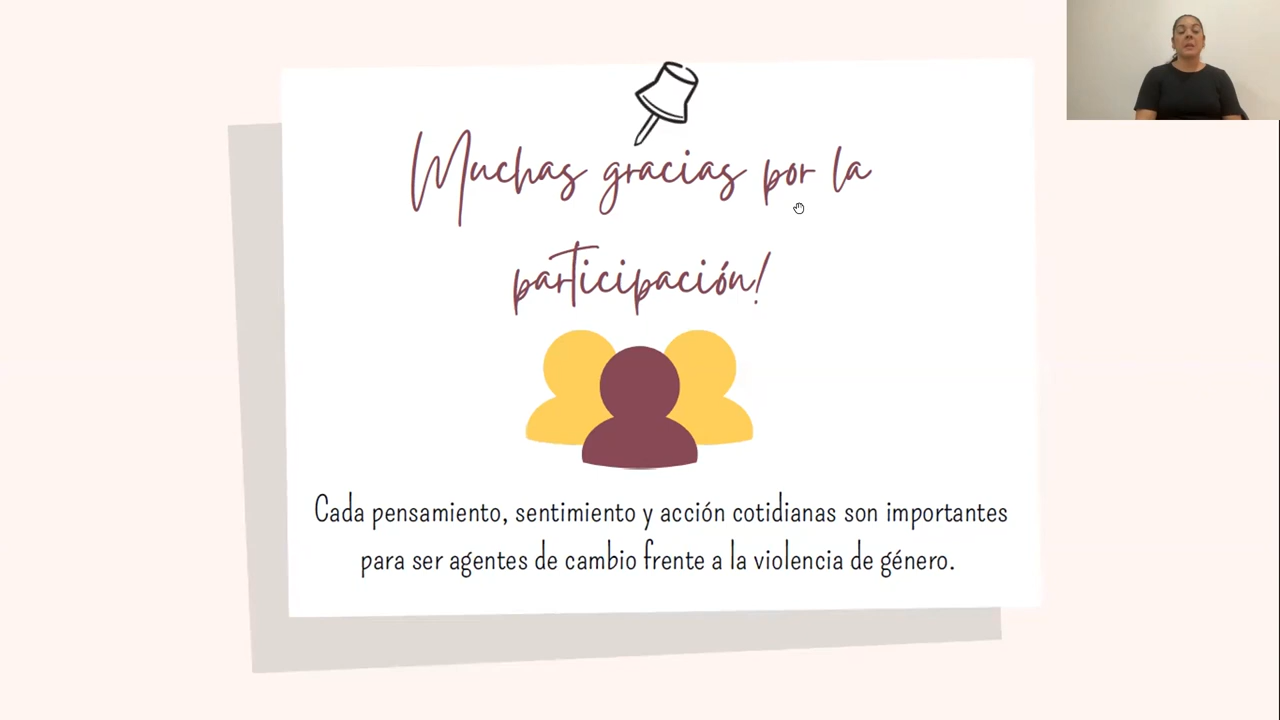 Muchas gracias por la
participación!
Cada pensamiento, sentimiento y acción cotidianas son importantes
para ser agentes de cambio frente a la violencia de género.